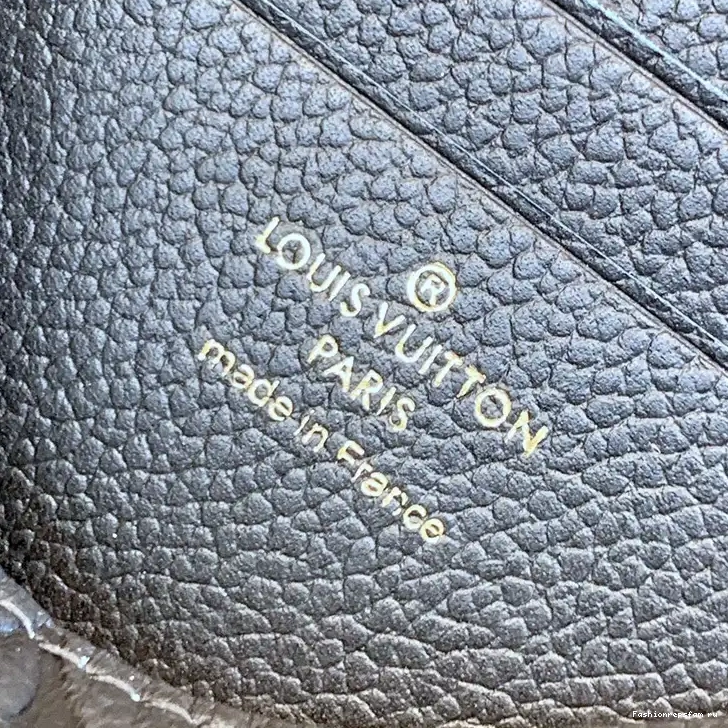 ®
LOUIS VUITTON
PARIS
made in France
Fashionrepsfam.ru